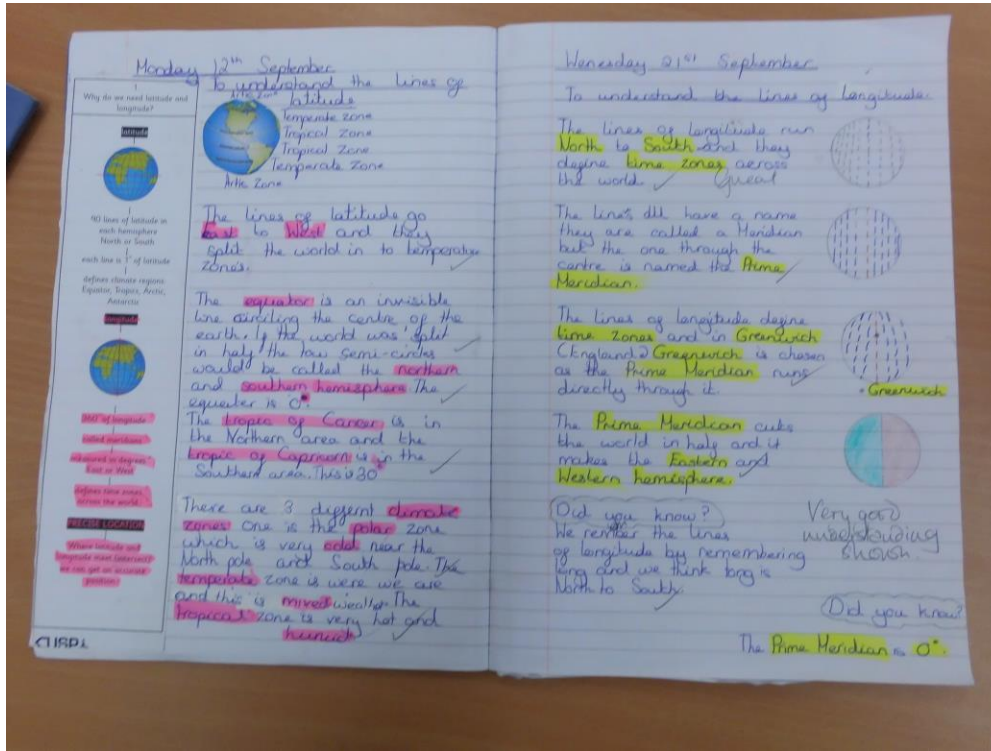 Monday 12th September
To understand the lines of
latitude
Why do we need latitude and
longitude?
latitude
90 lines of latitude in
each hemisphere
North or South
each line is 1° of latitude
defines climate regions
Equator, Tropics, Arctic,
Antarctic
longitude
360° of longitude
called meridians
measured in degrees
East or West
defines time zones
across the world
PRECISE LOCATION
Where latitude and
longitude meet (intersect)
we can get an accurate
position
CUSP
Artic Zone
Temperate zone
Tropical Zone
Tropical Zone
Temperate Zone
Artic Zone
The lines of latitude go
East to West and they
split the world in to temperature
zones.
The equator is an invisible
line circling the centre of the
earth. If the world was split
in half the tow semi-circles
would be called the northern
and southern hemisphere The
equater is 0°
The tropic of Cancer is in
the Northern area and the
tropic of Capricorn is in the
Southern area. This is 30°
There are 3 diffrent climate
zones One is the polar zone
which is very cold near the
North pole and South pole. The
temperate zone is were we are
and this is mixed weather The
tropical zone is very hot and
humid
Wenesday 21st September
To understand the lines of longitude.
The lines of longitude run
North to South and they
define time zones across
the world
Great
The lines all have a name
they are called a Meridian
but the one through the
centre is named the Prime
Meridian.
The lines of longitude define
time zones and in Greenwich
(England) Greenwich is chosen
as the Prime Meridian runs
directly through it.
Greenwich
The Prime Meridian cuts
the world in half and it
makes the Eastern and
Western hemisphere.
Did you know?
We rember the lines
of longitude by remembering
long and we think long is
North to South
Very good
understanding
shown
Did you know?
The Prime Meridian is 0°.